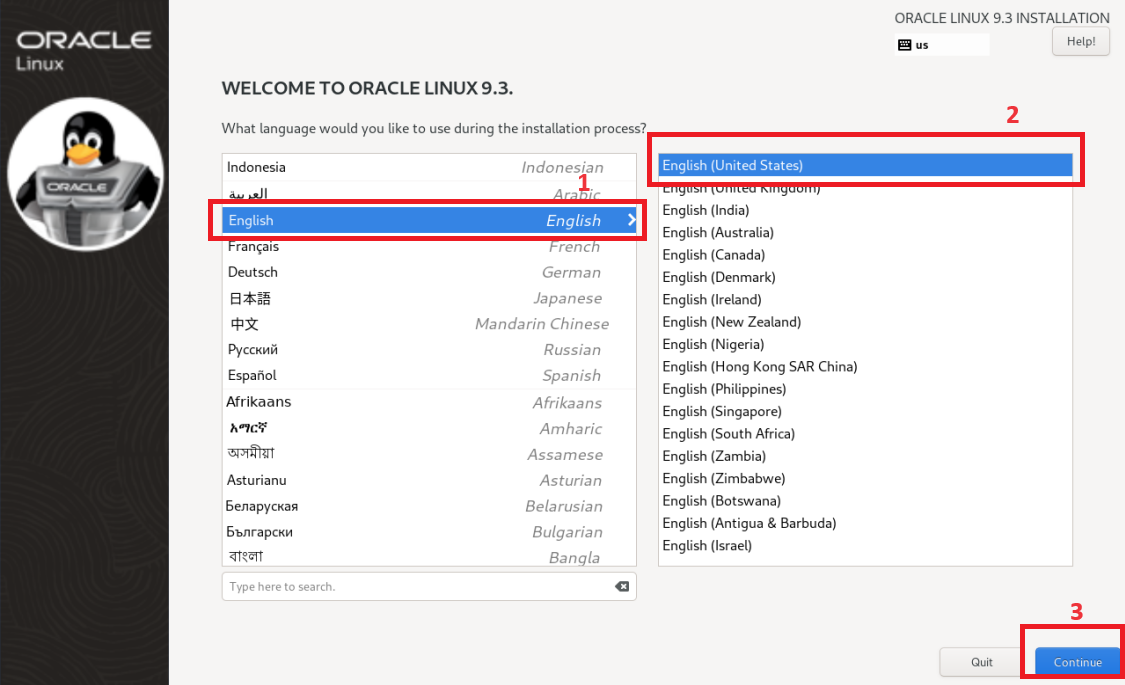 ORACLE
Linux
ORACLE
ORACLE LINUX 9.3 INSTALLATION
us
Help!
WELCOME TO ORACLE LINUX 9.3.
What language would you like to use during the installation process?
1
2
Indonesia Indonesian
العربية Arabic
English English
Français French
Deutsch German
日本語 Japanese
中文 Mandarin Chinese
Русский Russian
Español Spanish
Afrikaans Afrikaans
አማርኛ Amharic
অসমীয়া Assamese
Asturianu Asturian
Беларуская Belarusian
Български Bulgarian
বাংলা Bangla
Type here to search.
English (United States)
English (United Kingdom)
English (India)
English (Australia)
English (Canada)
English (Denmark)
English (Ireland)
English (New Zealand)
English (Nigeria)
English (Hong Kong SAR China)
English (Philippines)
English (Singapore)
English (South Africa)
English (Zambia)
English (Zimbabwe)
English (Botswana)
English (Antigua & Barbuda)
English (Israel)
3
Quit
Continue